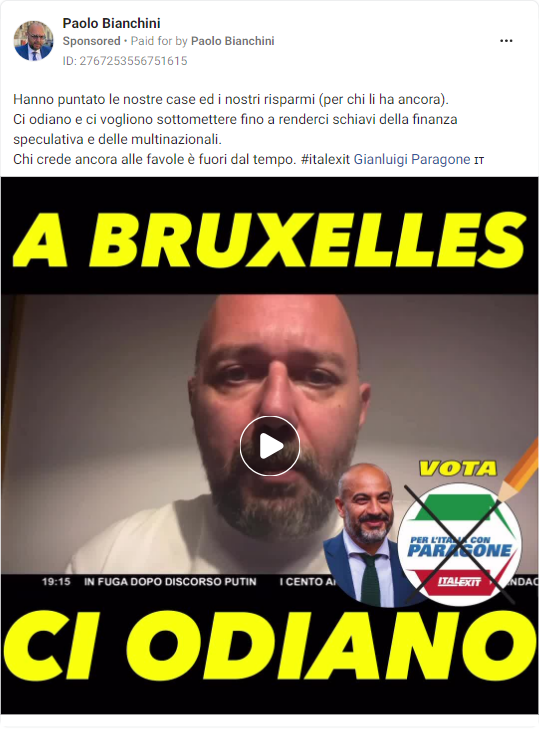 Paolo Bianchini
Sponsored • Paid for by Paolo Bianchini
ID: 2767253556751615
Hanno puntato le nostre case ed i nostri risparmi (per chi li ha ancora).
Ci odiano e ci vogliono sottomettere fino a renderci schiavi della finanza
speculativa e delle multinazionali.
Chi crede ancora alle favole è fuori dal tempo. #italexit Gianluigi Paragone IT
A BRUXELLES
VOTA
PER L'ITALIA CON
PARAGONE
ITALEXIT
19:15 IN FUGA DOPO DISCORSO PUTIN I CENTO
CI ODIANO